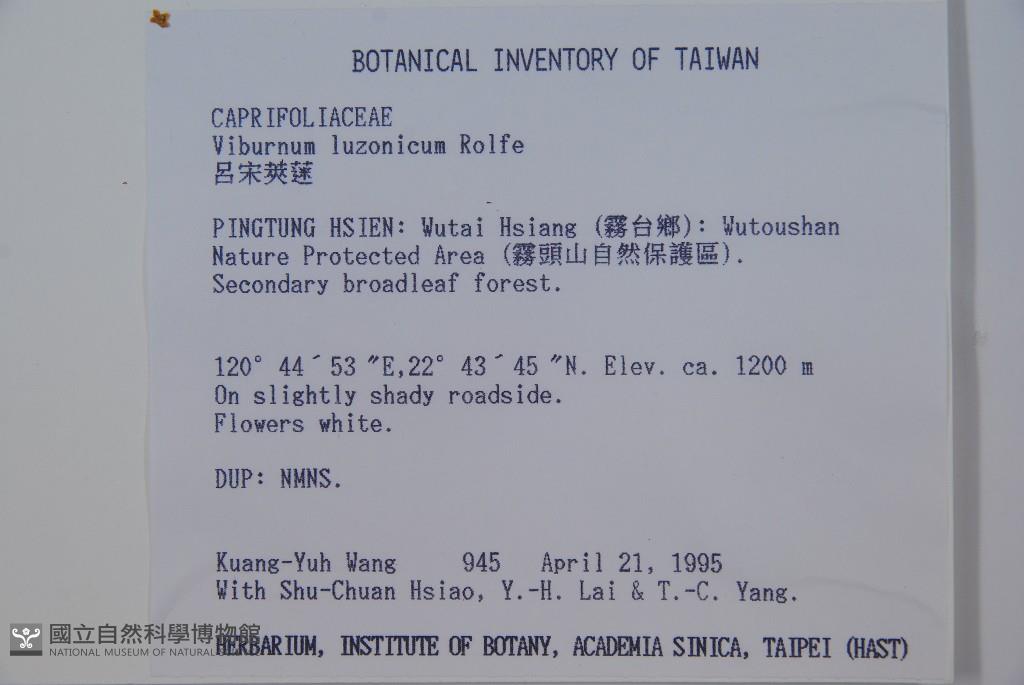 BOTANICAL INVENTORY OF TAIWAN
CAPRIFOLIACEAE
Viburnum luzonicum Rolfe
呂宋莢蒾
PINGTUNG HSIEN: Wutai Hsiang (霧台鄉): Wutoushan
Nature Protected Area (霧頭山自然保護區).
Secondary broadleaf forest.
120° 44´53 ″E,22° 43´45 ″N. Elev. ca. 1200 m
On slightly shady roadside.
Flowers white.
DUP: NMNS.
Kuang-Yuh Wang 945 April 21, 1995
With Shu-Chuan Hsiao, Y.-H. Lai & T.-C. Yang.
HERBARIUM, INSTITUTE OF BOTANY, ACADEMIA SINICA, TAIPEI (HAST)
國立自然科學博物館
NATIONAL MUSEUM OF NATURAL